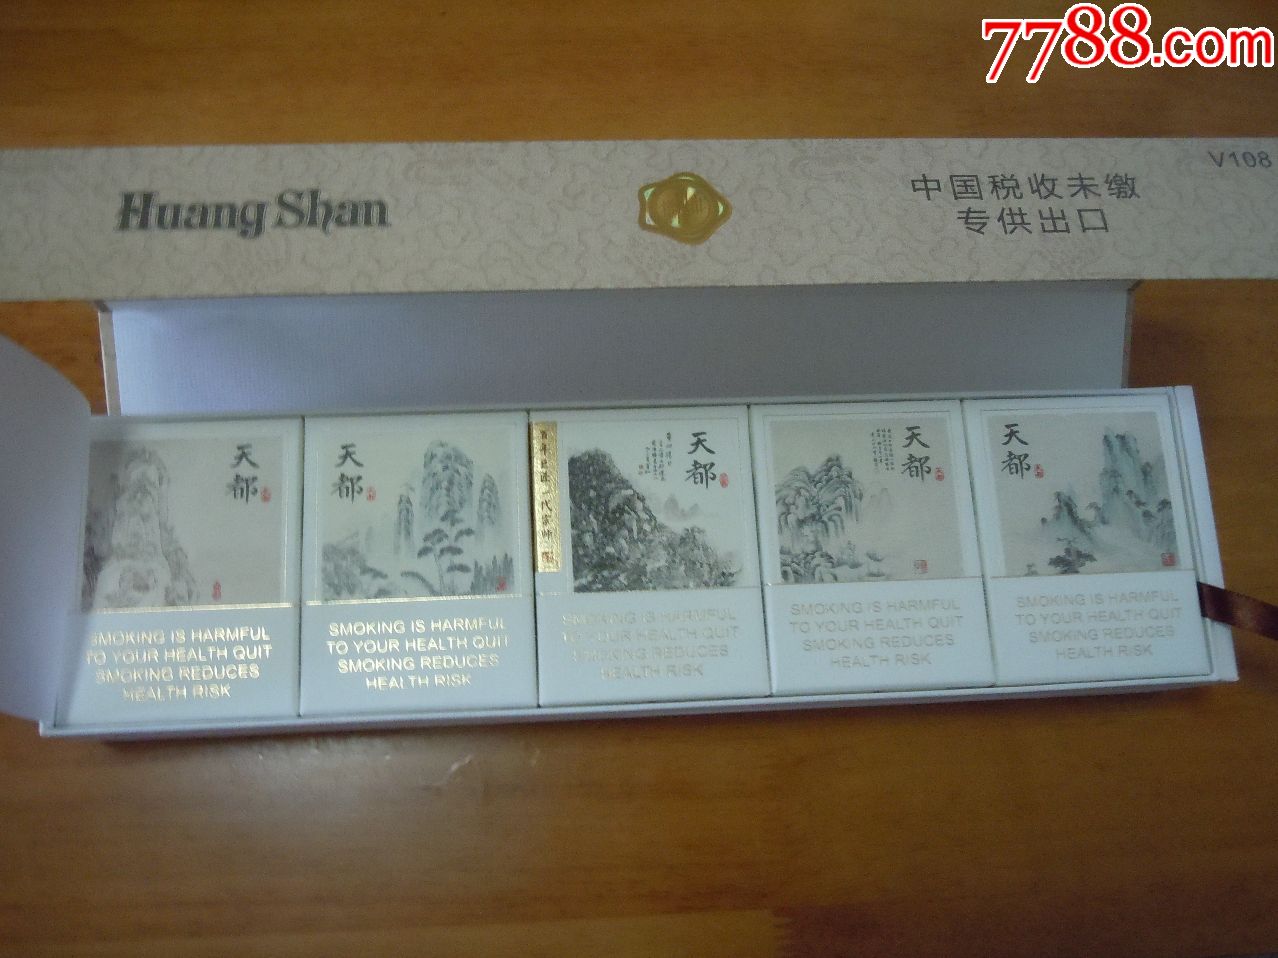 7788.com
V108
Huang Shan
中国税收未缴
专供出口
天都
天都
天都
天都
天都
SMOKING IS HARMFUL
TO YOUR HEALTH QUIT
SMOKING REDUCES
HEALTH RISK
SMOKING IS HARMFUL
TO YOUR HEALTH QUIT
SMOKING REDUCES
HEALTH RISK
SMOKING IS HARMFUL
TO YOUR HEALTH QUIT
SMOKING REDUCES
HEALTH RISK
SMOKING IS HARMFUL
TO YOUR HEALTH QUIT
SMOKING REDUCES
HEALTH RISK
SMOKING IS HARMFUL
TO YOUR HEALTH QUIT
SMOKING REDUCES
HEALTH RISK